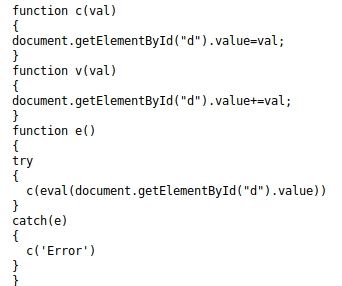 function c(val)
{
document.getElementById("d").value=val;
}
function v(val)
{
document.getElementById("d").value+=val;
}
function e()
{
try
{
  c(eval(document.getElementById("d").value))
}
catch(e)
{
  c('Error')
}
}